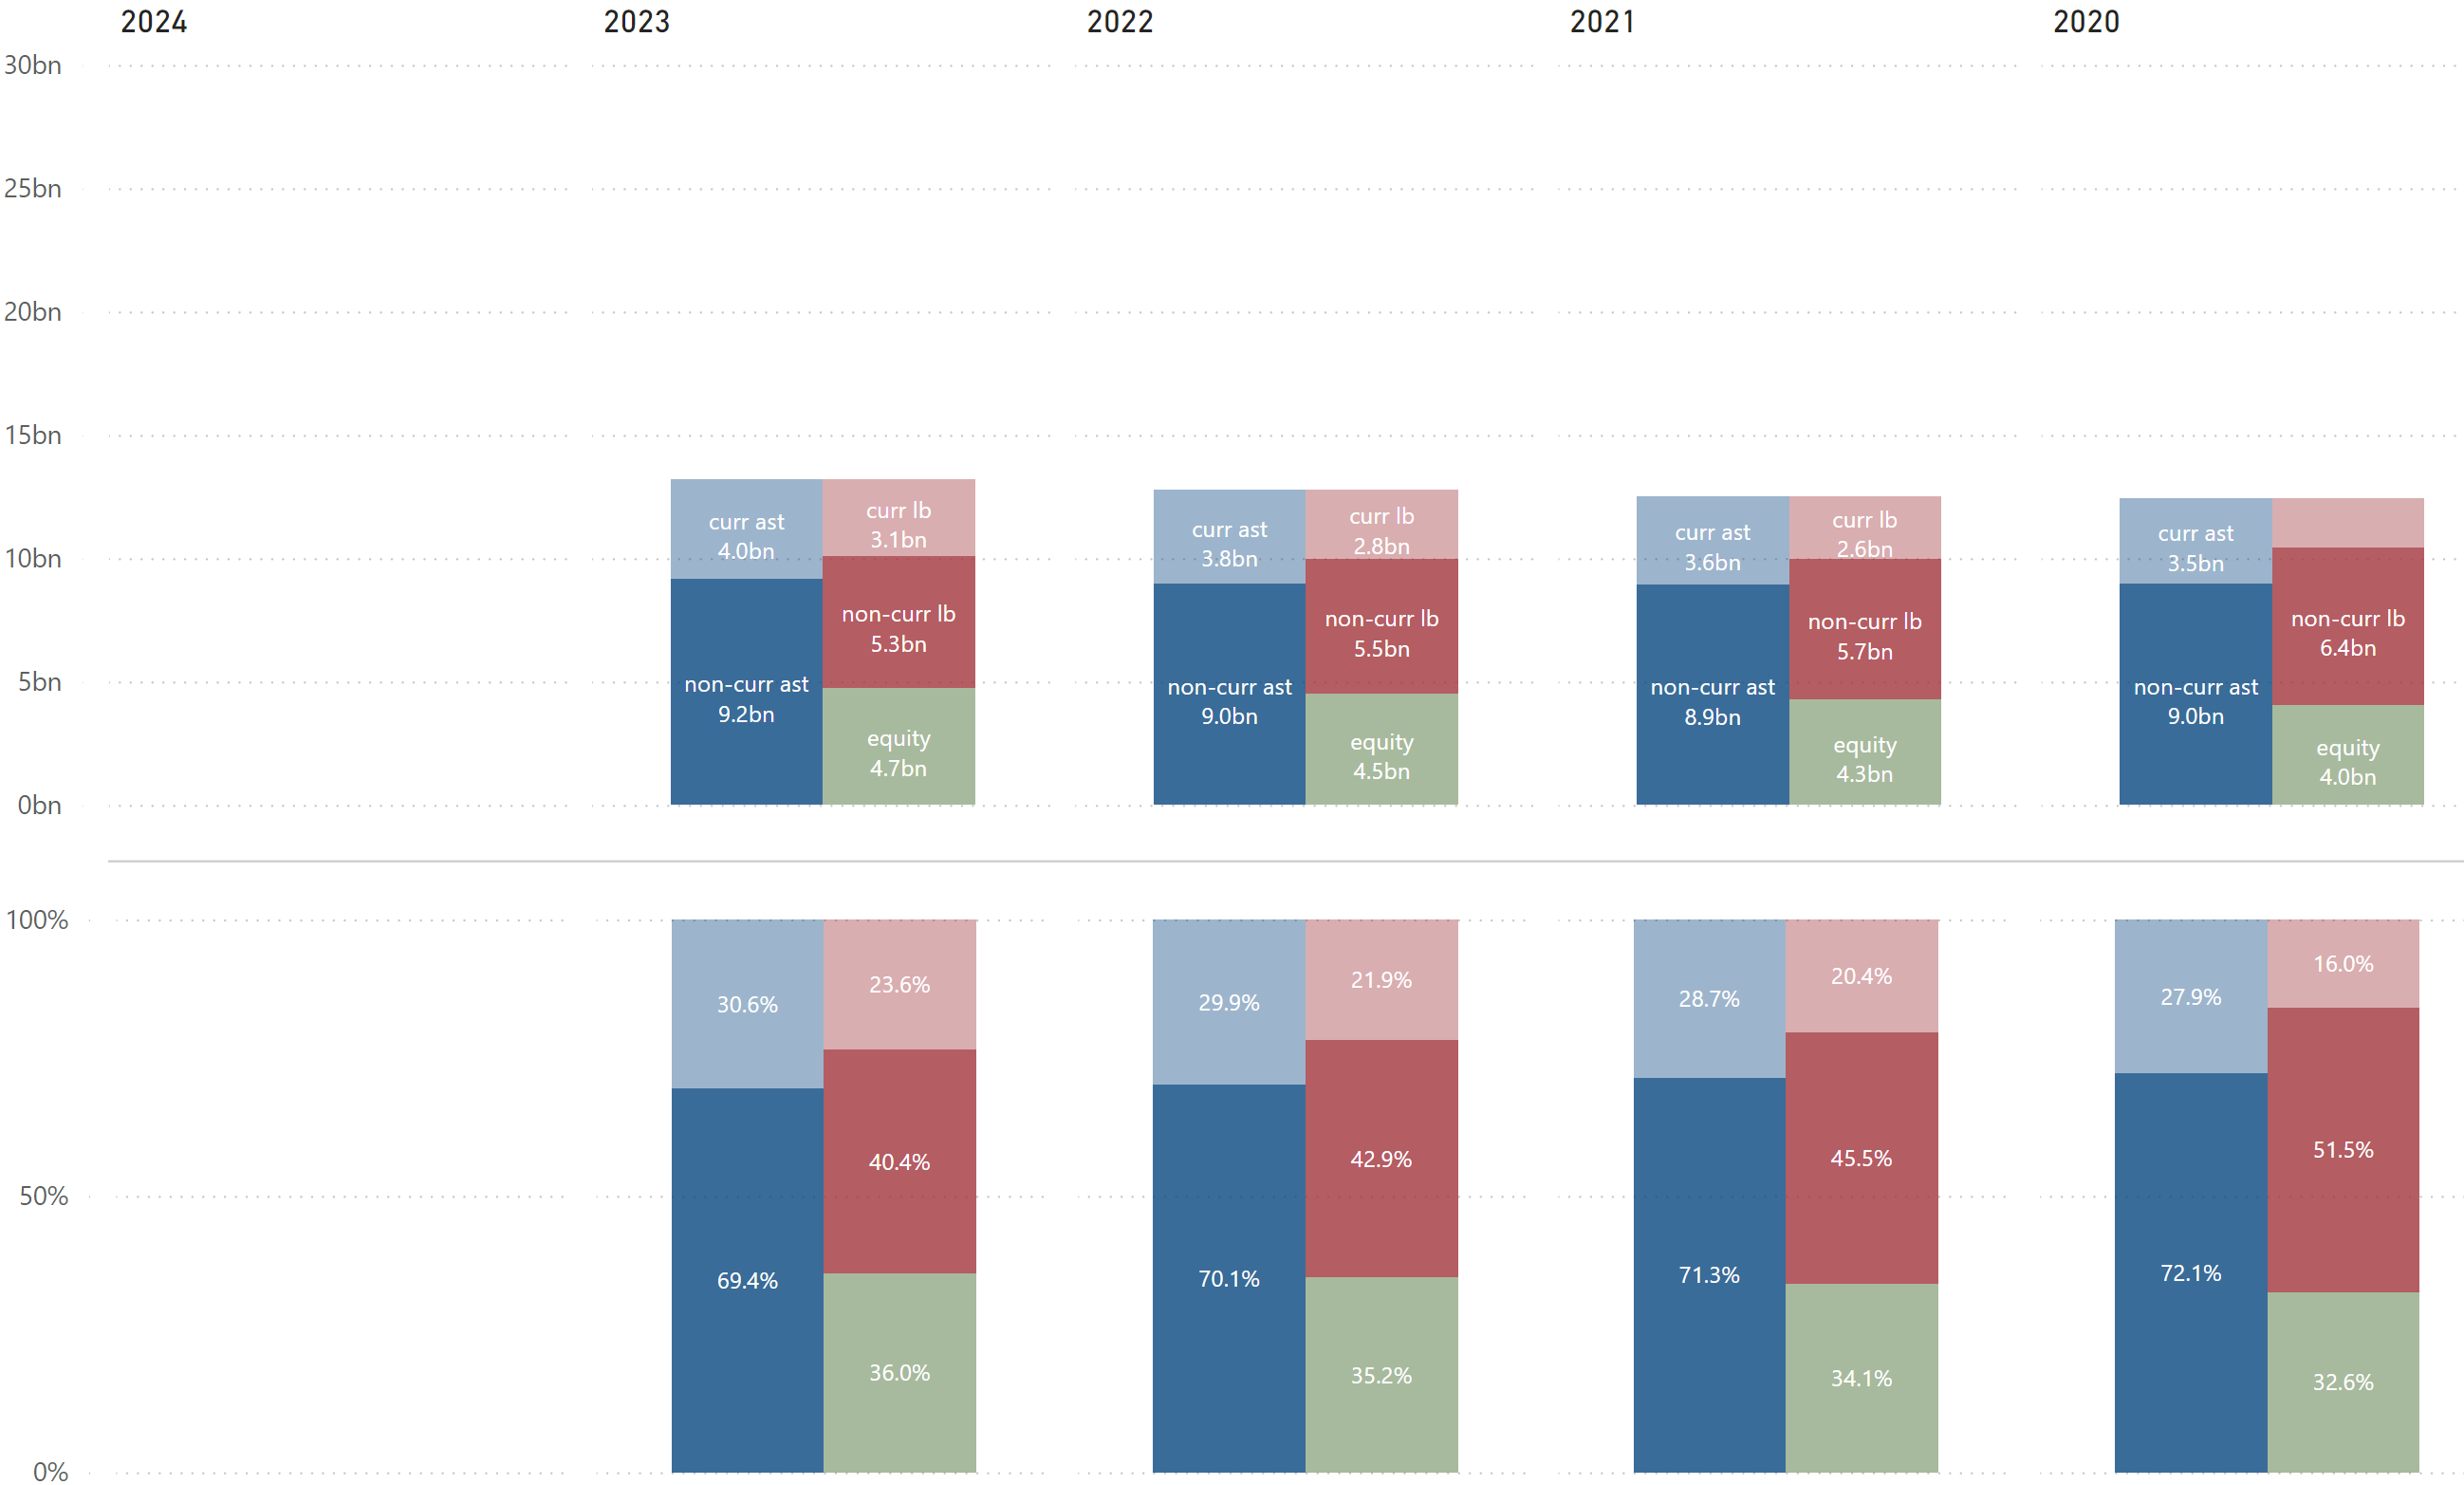 2024 2023 2022 2021 2020
30bn
25bn
20bn
15bn
10bn
5bn
0bn
curr ast
4.0bn
non-curr ast
9.2bn
curr lb
3.1bn
non-curr lb
5.3bn
equity
4.7bn
curr ast
3.8bn
non-curr ast
9.0bn
curr lb
2.8bn
non-curr lb
5.5bn
equity
4.5bn
curr ast
3.6bn
non-curr ast
8.9bn
curr lb
2.6bn
non-curr lb
5.7bn
equity
4.3bn
curr ast
3.5bn
non-curr ast
9.0bn
non-curr lb
6.4bn
equity
4.0bn
100%
50%
0%
30.6%
69.4%
23.6%
40.4%
36.0%
29.9%
70.1%
21.9%
42.9%
35.2%
28.7%
71.3%
20.4%
45.5%
34.1%
27.9%
72.1%
16.0%
51.5%
32.6%